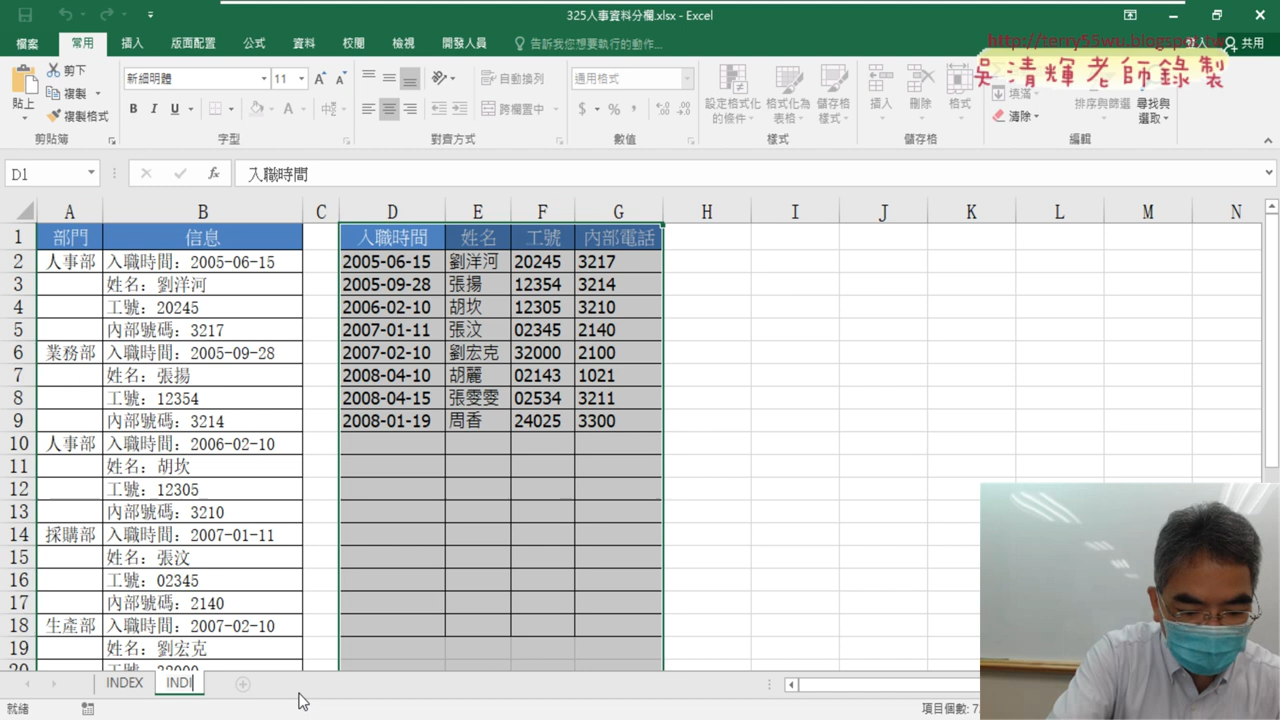 325人事資料分欄.xlsx - Excel
檔案 常用 插入 版面配置 公式 資料 校閱 檢視 開發人員 告訴我您想要執行的動作... 登入 共用
http://terry55wu.blogspot.tw
吳清輝老師錄製
貼上 剪下 複製 複製格式
新細明體 11
B I U
自動換列
跨欄置中
通用格式
$ % 
設定格式化的條件 格式化為表格 儲存格樣式
插入 刪除 格式
填滿 清除 排序與篩選 尋找與選取
剪貼簿 字型 對齊方式 數值 樣式 儲存格 編輯
D1 fx 入職時間
A B C D E F G H I J K L M N
1 部門 信息 入職時間 姓名 工號 內部電話
2 人事部 入職時間：2005-06-15 2005-06-15 劉洋河 20245 3217
3 姓名：劉洋河 2005-09-28 張揚 12354 3214
4 工號：20245 2006-02-10 胡坎 12305 3210
5 內部號碼：3217 2007-01-11 張汶 02345 2140
6 業務部 入職時間：2005-09-28 2007-02-10 劉宏克 32000 2100
7 姓名：張揚 2008-04-10 胡麗 02143 1021
8 工號：12354 2008-04-15 張雯雯 02534 3211
9 內部號碼：3214 2008-01-19 周香 24025 3300
10 人事部 入職時間：2006-02-10
11 姓名：胡坎
12 工號：12305
13 內部號碼：3210
14 採購部 入職時間：2007-01-11
15 姓名：張汶
16 工號：02345
17 內部號碼：2140
18 生產部 入職時間：2007-02-10
19 姓名：劉宏克
20 工號：32000
INDEX INDI
就緒 項目個數：7